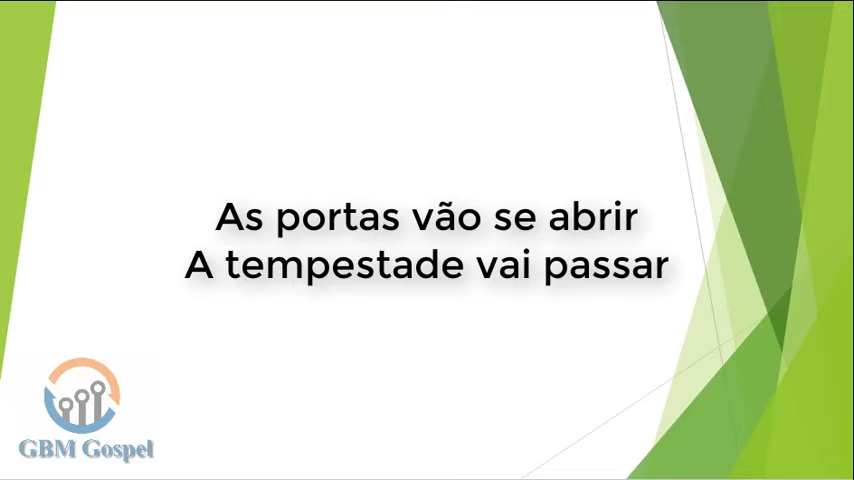 As portas vão se abrir
A tempestade vai passar
GBM Gospel